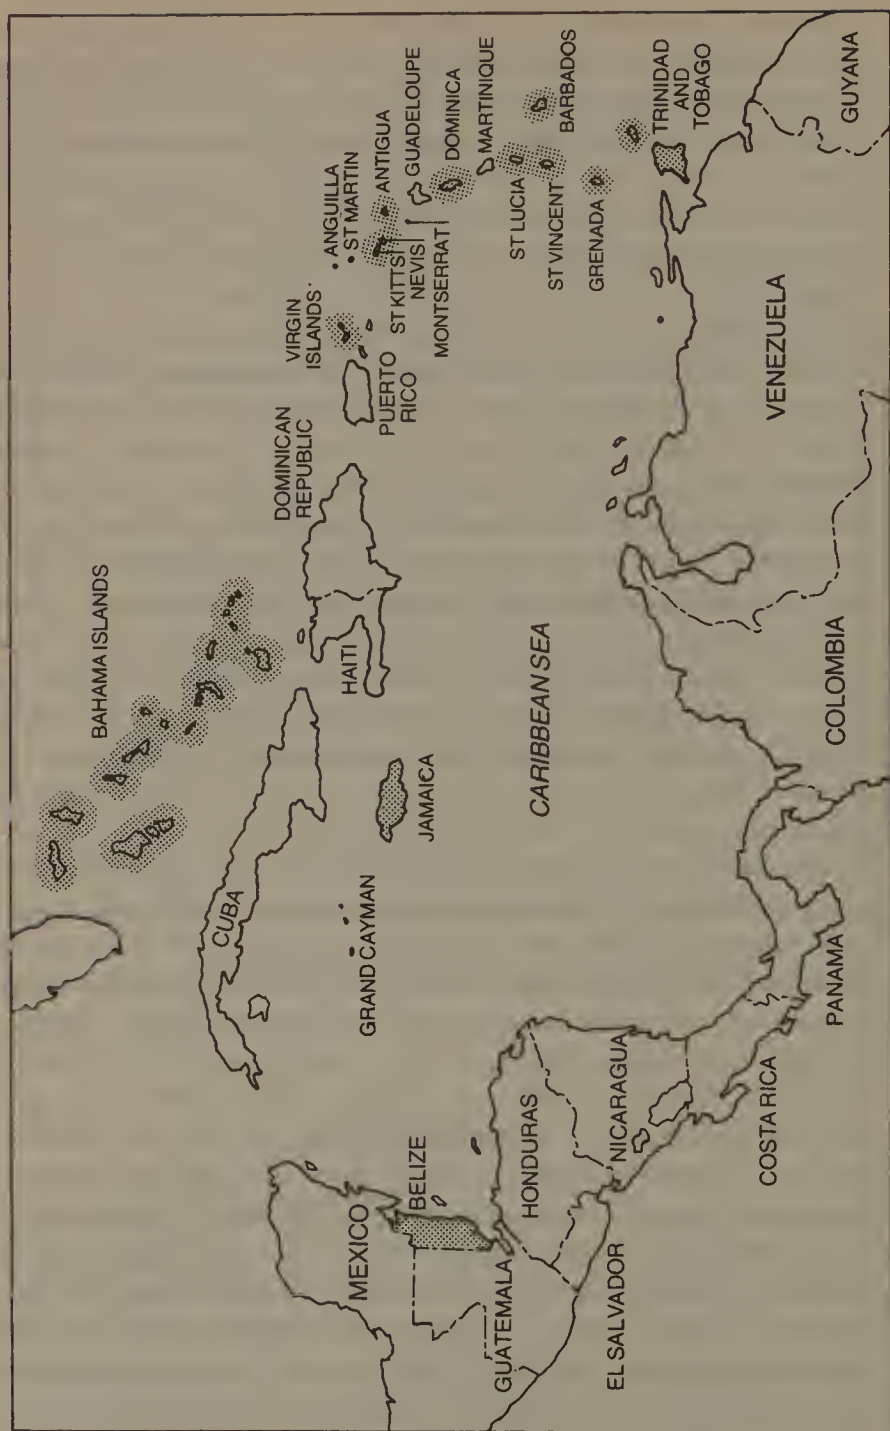 BAHAMA ISLANDS
CUBA
GRAND CAYMAN
JAMAICA
HAITI
DOMINICAN
REPUBLIC
PUERTO
RICO
VIRGIN
ISLANDS
ANGUILLA
ST MARTIN
ST KITTS
NEVIS
MONTSERRAT
ANTIGUA
GUADELOUPE
DOMINICA
MARTINIQUE
ST LUCIA
ST VINCENT
BARBADOS
GRENADA
TRINIDAD
AND
TOBAGO
CARIBBEAN SEA
MEXICO
BELIZE
GUATEMALA
HONDURAS
EL SALVADOR
NICARAGUA
COSTA RICA
PANAMA
COLOMBIA
VENEZUELA
GUYANA